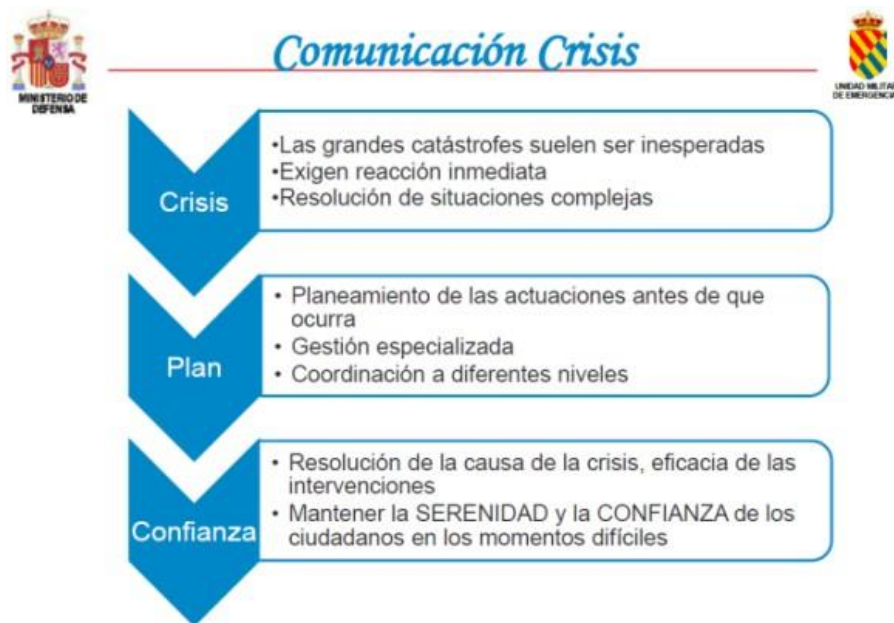 Comunicación Crisis
MINISTERIO DE
DEFENSA
UNIDAD MILITAR
DE EMERGENCIA
Crisis
•Las grandes catástrofes suelen ser inesperadas
•Exigen reacción inmediata
•Resolución de situaciones complejas
Plan
• Planeamiento de las actuaciones antes de que
ocurra
• Gestión especializada
• Coordinación a diferentes niveles
Confianza
• Resolución de la causa de la crisis, eficacia de las
intervenciones
• Mantener la SERENIDAD y la CONFIANZA de los
ciudadanos en los momentos difíciles